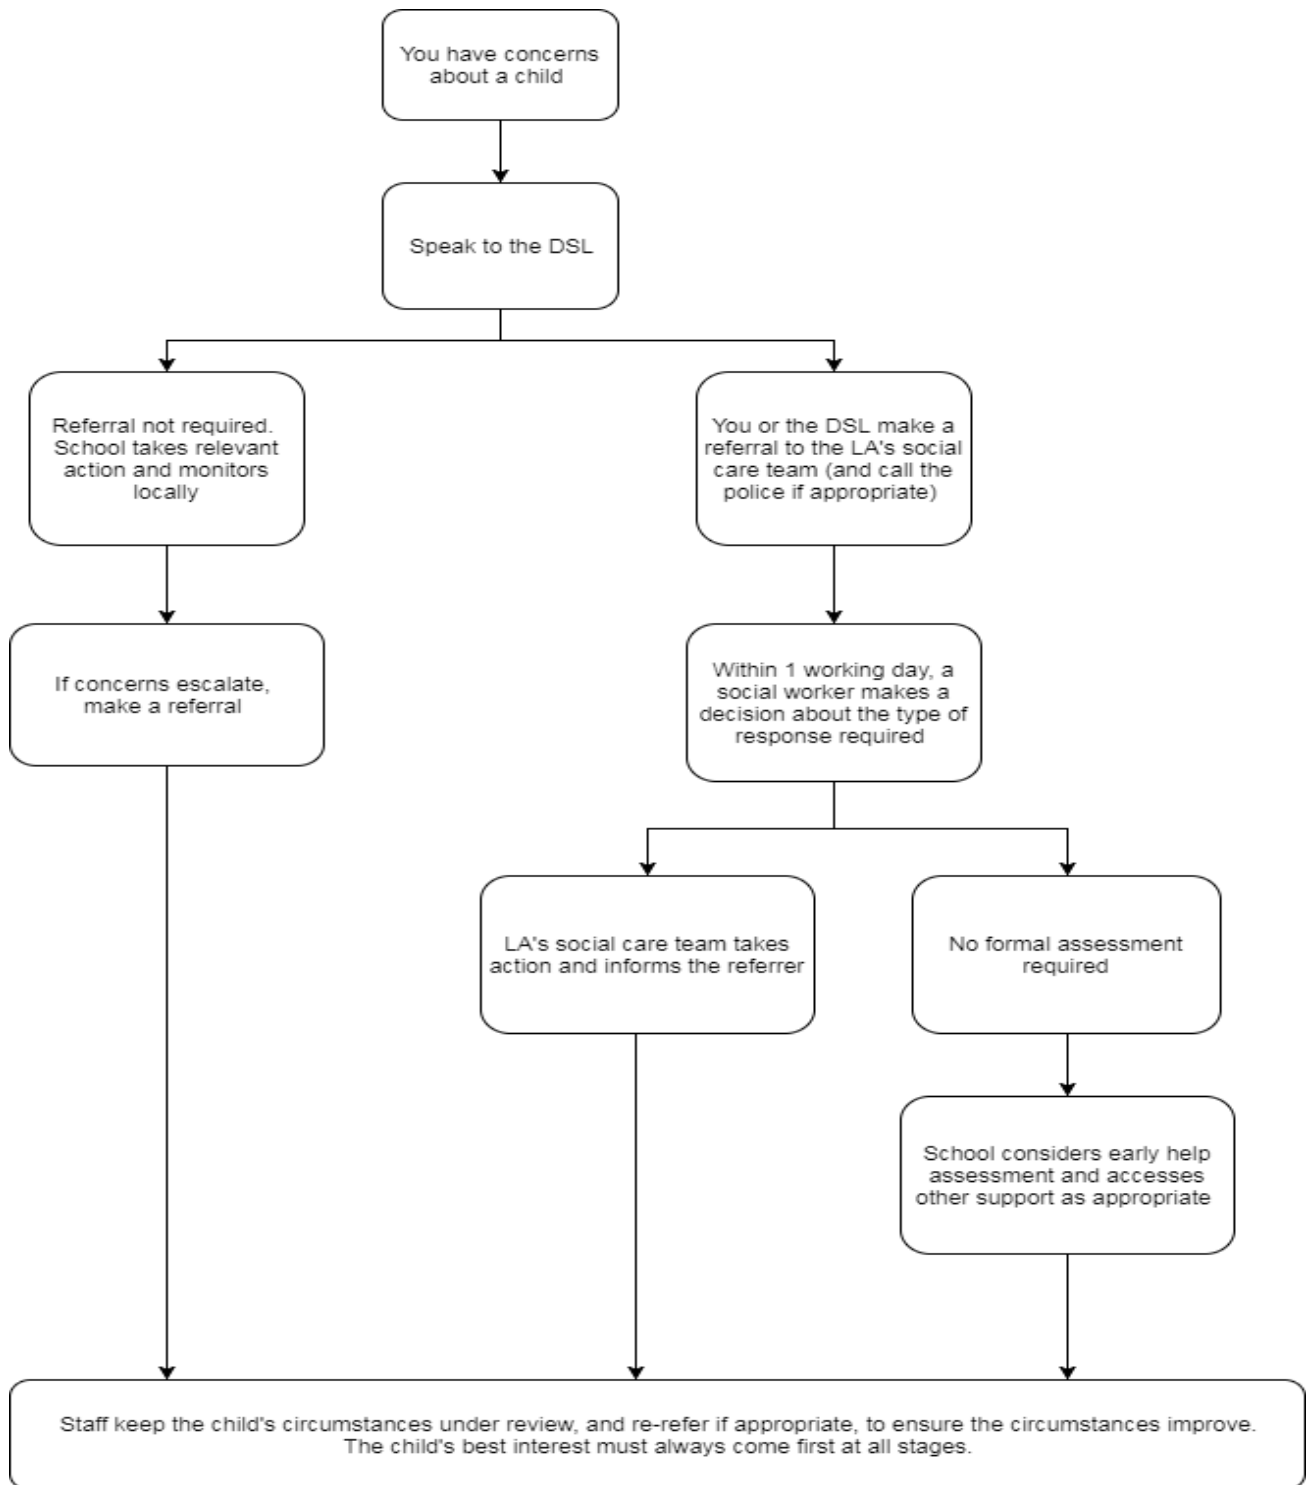 You have concerns
about a child
Speak to the DSL
Referral not required.
School takes relevant
action and monitors
locally
You or the DSL make a
referral to the LA's social
care team (and call the
police if appropriate)
If concerns escalate,
make a referral
Within 1 working day, a
social worker makes a
decision about the type of
response required
LA's social care team takes
action and informs the referrer
No formal assessment
required
School considers early help
assessment and accesses
other support as appropriate
Staff keep the child's circumstances under review, and re-refer if appropriate, to ensure the circumstances improve.
The child's best interest must always come first at all stages.